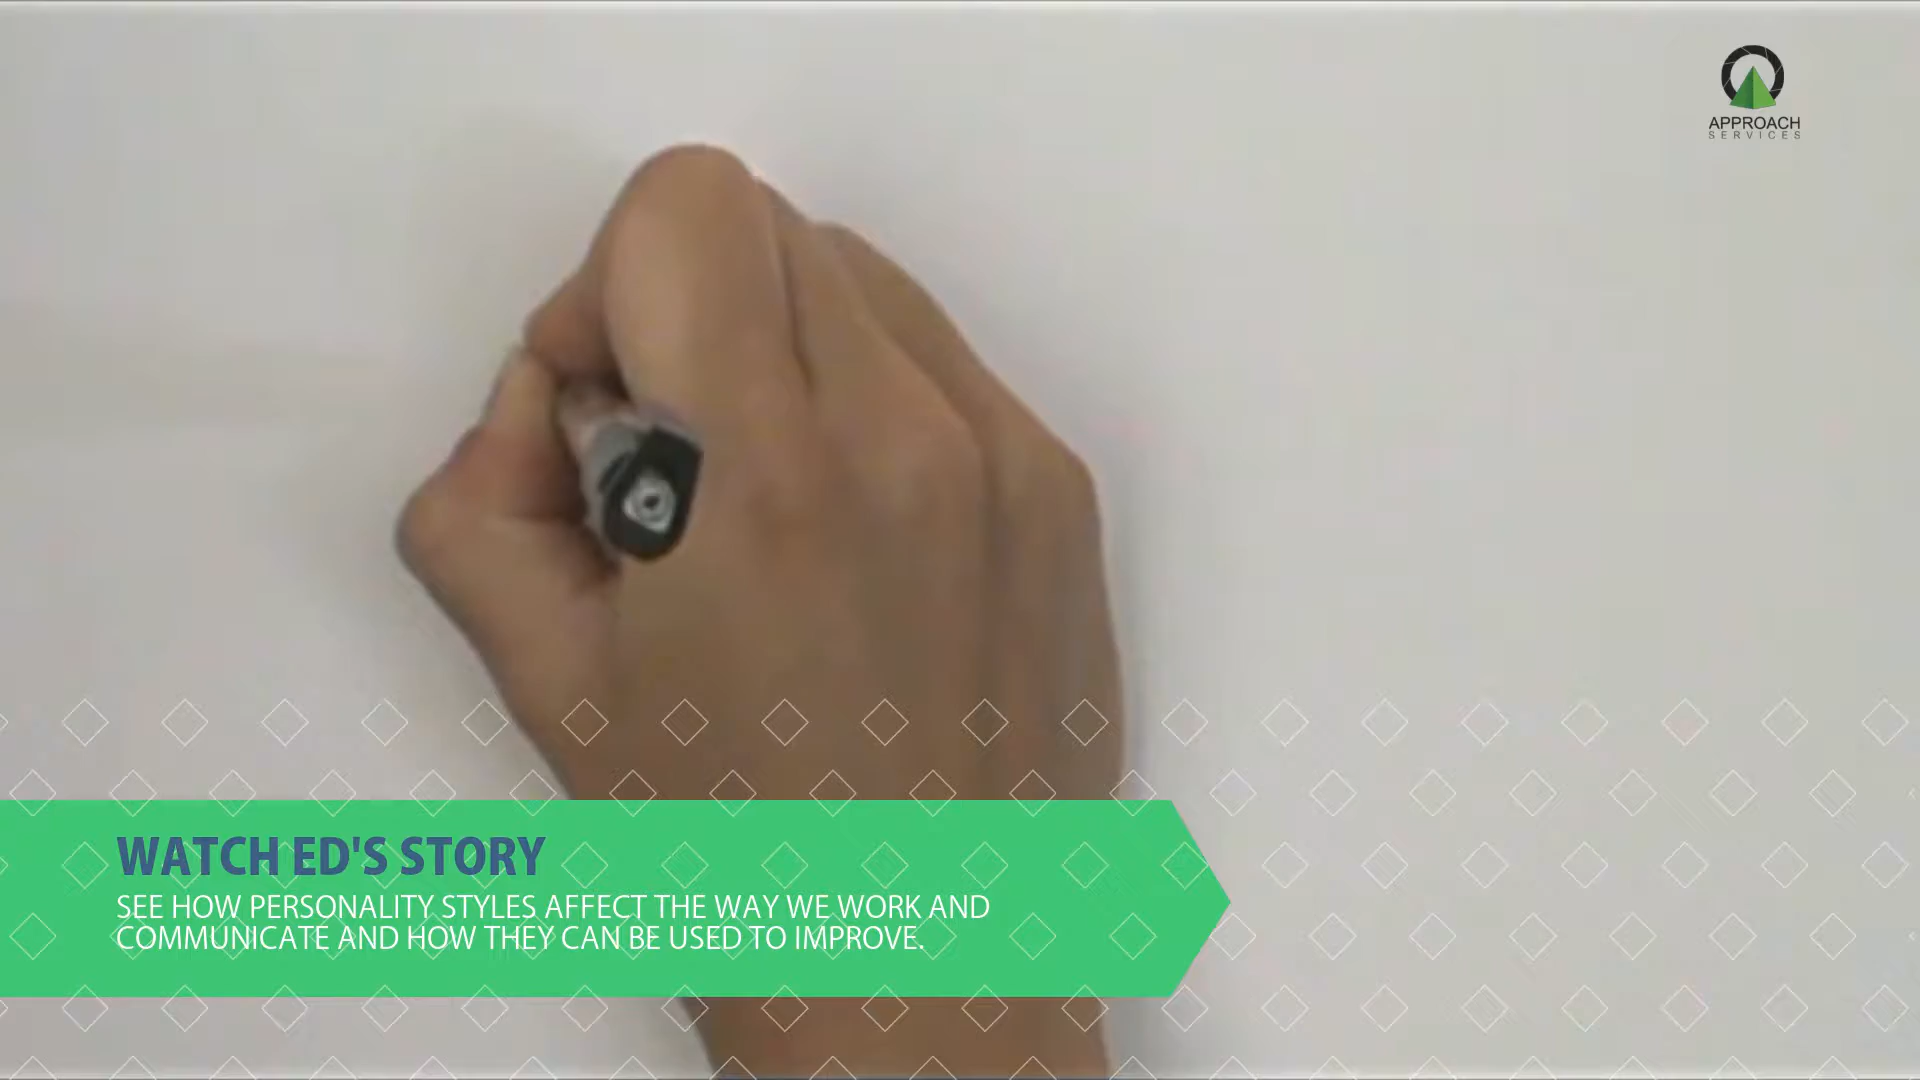 APPROACH
SERVICES
WATCH ED'S STORY
SEE HOW PERSONALITY STYLES AFFECT THE WAY WE WORK AND
COMMUNICATE AND HOW THEY CAN BE USED TO IMPROVE.